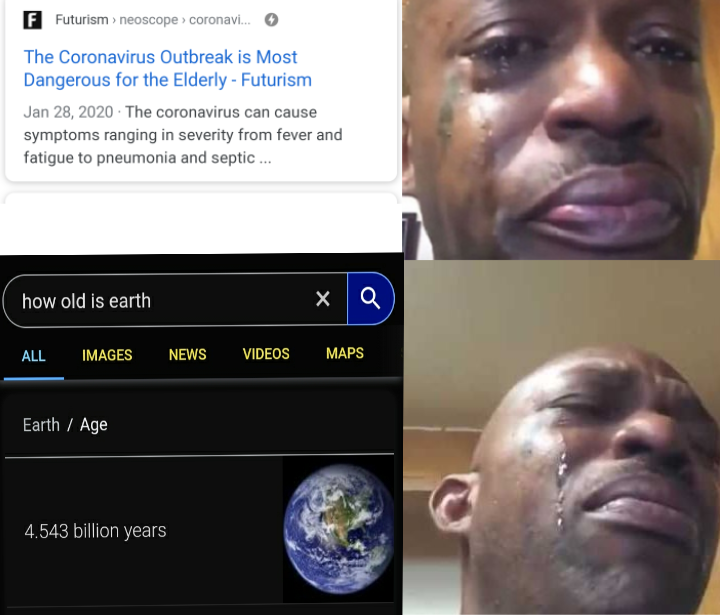 F Futurism › neoscope › coronavi...
The Coronavirus Outbreak is Most
Dangerous for the Elderly - Futurism
Jan 28, 2020 · The coronavirus can cause
symptoms ranging in severity from fever and
fatigue to pneumonia and septic ...
how old is earth
ALL IMAGES NEWS VIDEOS MAPS
Earth / Age
4.543 billion years